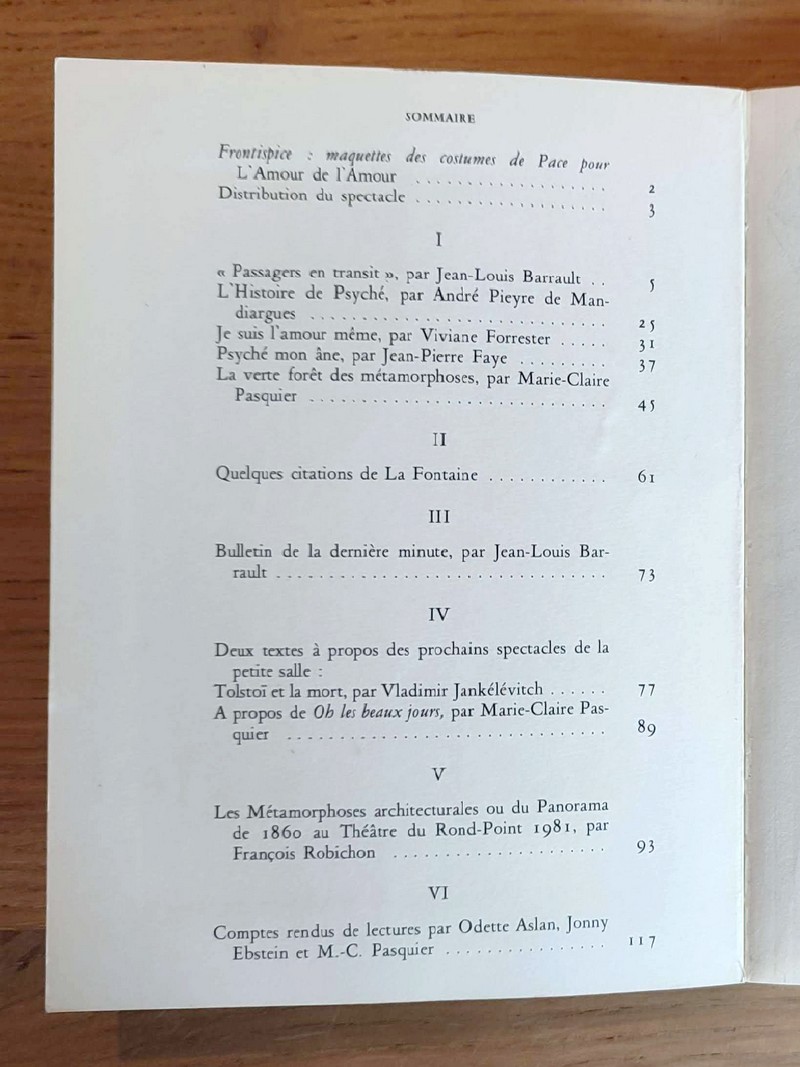 SOMMAIRE
Frontispice : maquettes des costumes de Pace pour
L'Amour de l'Amour . . . . . . . . . . . . . . . . . . . 2
Distribution du spectacle . . . . . . . . . . . . . . . . . . . 3
I
« Passagers en transit », par Jean-Louis Barrault . . 5
L'Histoire de Psyché, par André Pieyre de Man-
diargues . . . . . . . . . . . . . . . . . . . . . . . . . . . . 25
Je suis l'amour même, par Viviane Forrester . . . . . 31
Psyché mon âne, par Jean-Pierre Faye . . . . . . . . . 37
La verte forêt des métamorphoses, par Marie-Claire
Pasquier . . . . . . . . . . . . . . . . . . . . . . . . . . . . 45
II
Quelques citations de La Fontaine . . . . . . . . . . . . 61
III
Bulletin de la dernière minute, par Jean-Louis Bar-
rault . . . . . . . . . . . . . . . . . . . . . . . . . . . . . . . 73
IV
Deux textes à propos des prochains spectacles de la
petite salle :
Tolstoï et la mort, par Vladimir Jankélévitch . . . . . . 77
A propos de Oh les beaux jours, par Marie-Claire Pas-
quier . . . . . . . . . . . . . . . . . . . . . . . . . . . . . . 89
V
Les Métamorphoses architecturales ou du Panorama
de 1860 au Théâtre du Rond-Point 1981, par
François Robichon . . . . . . . . . . . . . . . . . . . . 93
VI
Comptes rendus de lectures par Odette Aslan, Jonny
Ebstein et M.-C. Pasquier . . . . . . . . . . . . . . . . 117